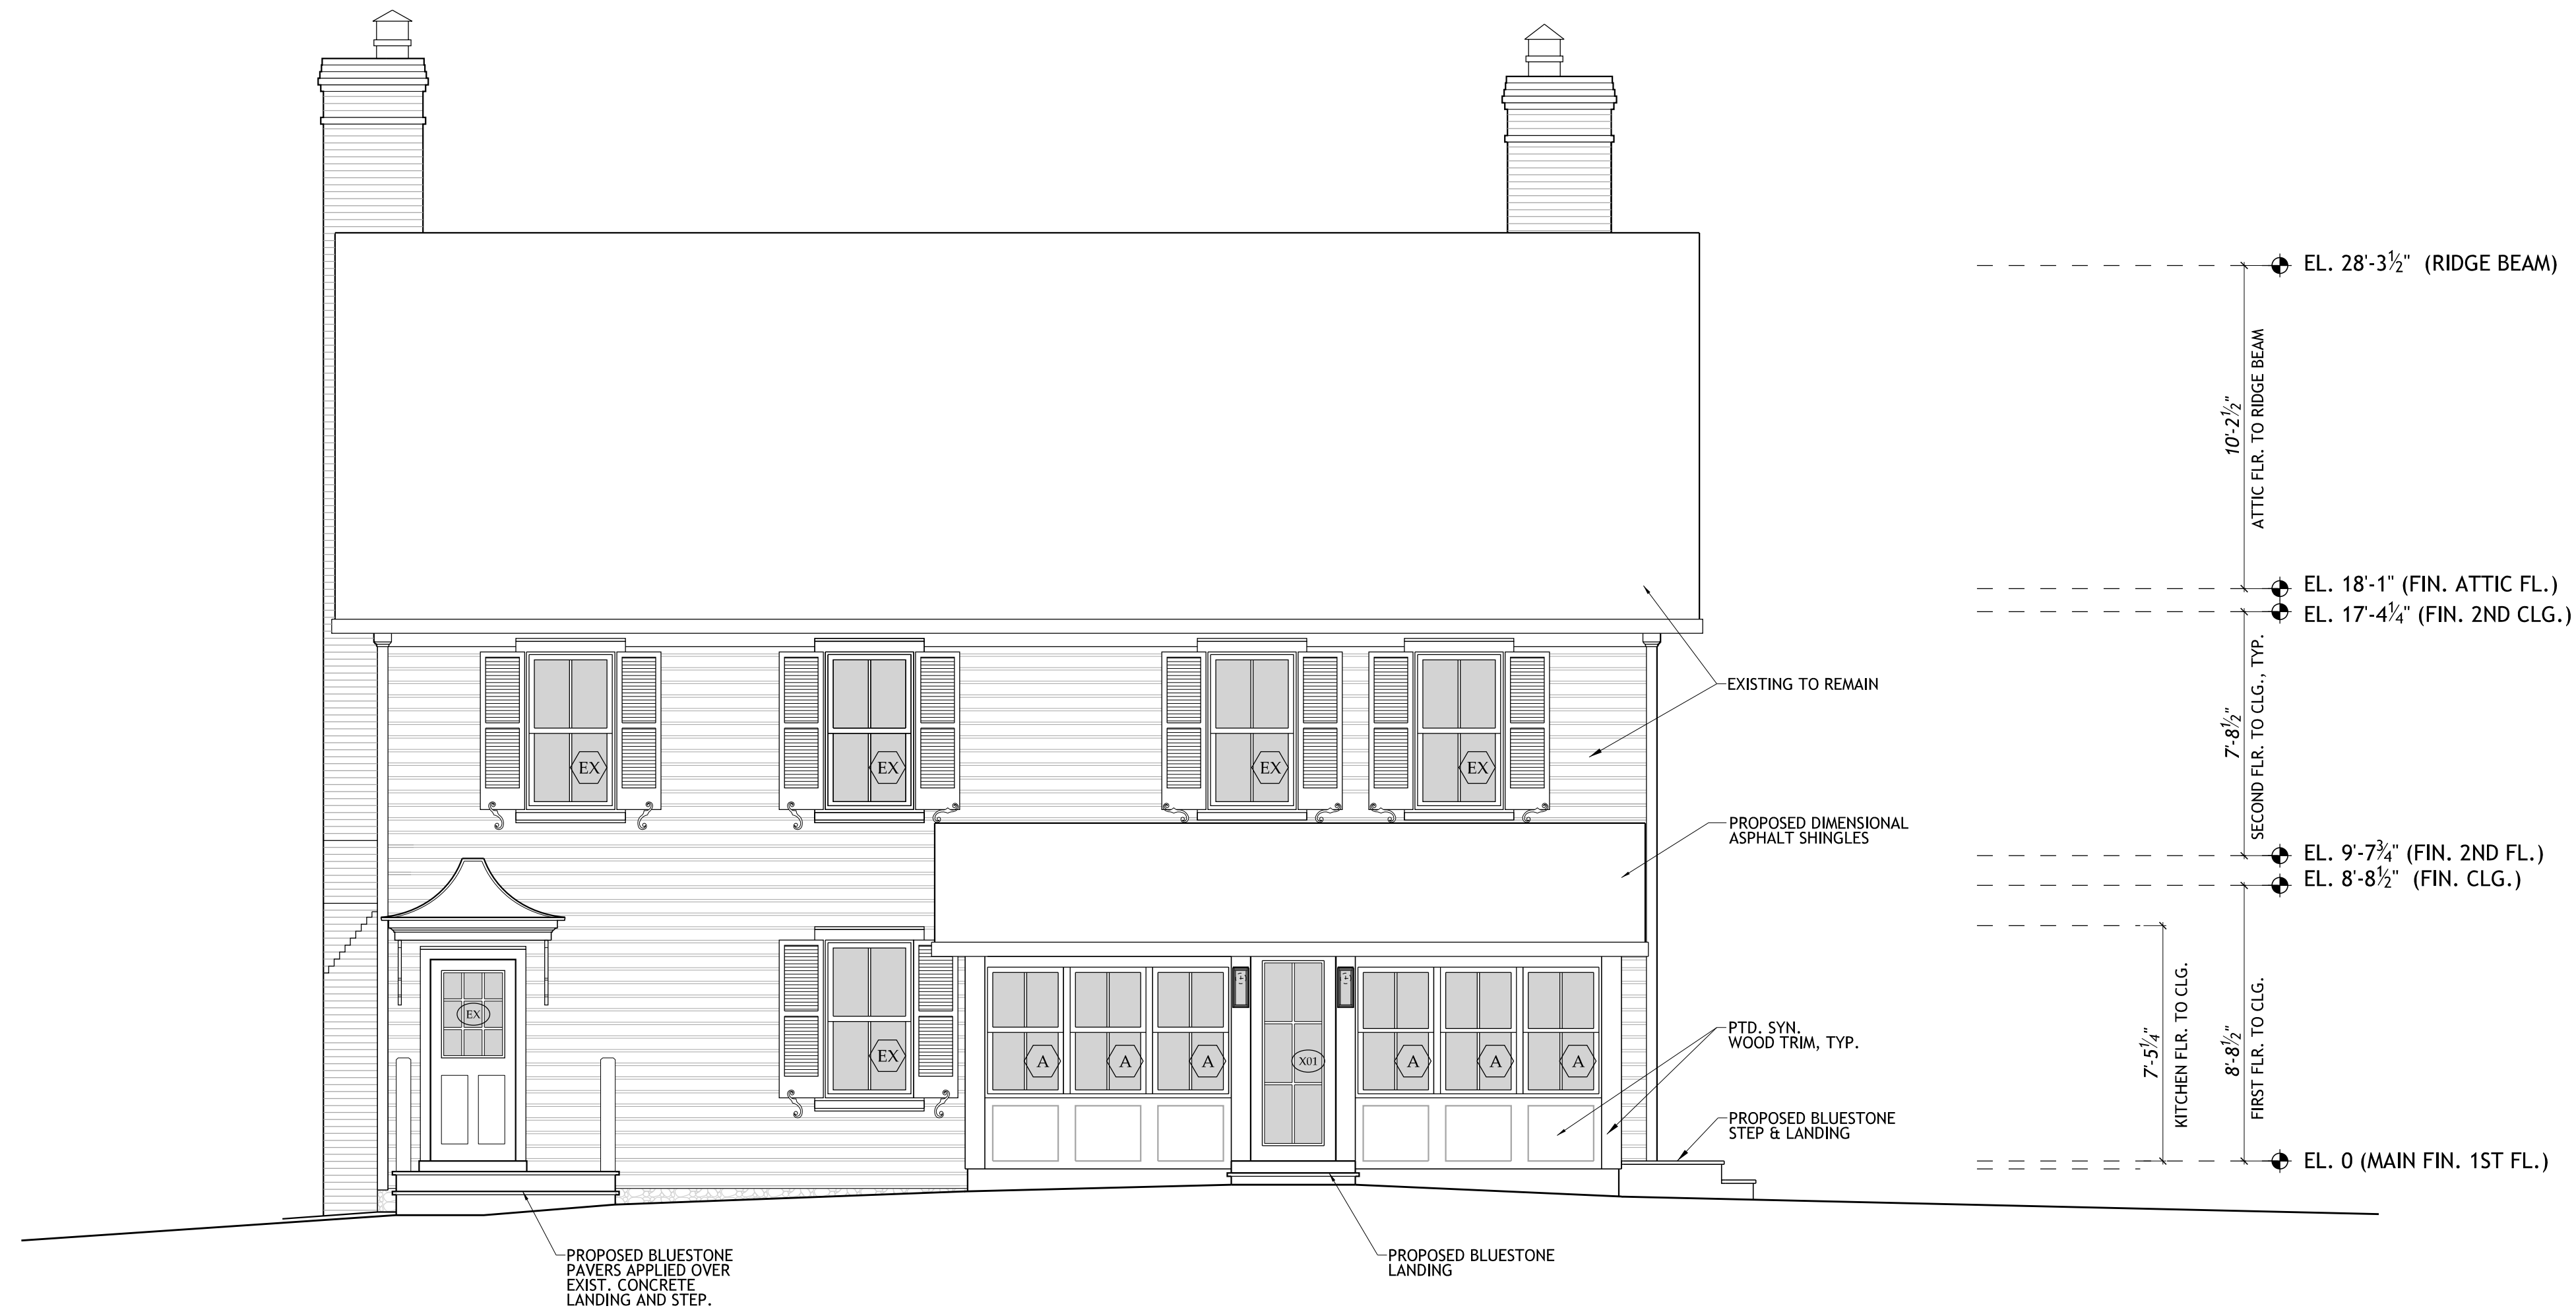 EL. 28'-3½" (RIDGE BEAM)
10'-2½"
ATTIC FLR. TO RIDGE BEAM
EL. 18'-1" (FIN. ATTIC FL.)
EL. 17'-4¼" (FIN. 2ND CLG.)
EXISTING TO REMAIN
7'-8½"
SECOND FLR. TO CLG., TYP.
EX
EX
EX
EX
PROPOSED DIMENSIONAL
ASPHALT SHINGLES
EL. 9'-7¾" (FIN. 2ND FL.)
EL. 8'-8½" (FIN. CLG.)
EX
EX
A
A
A
X01
A
A
A
PTD. SYN.
WOOD TRIM, TYP.
7'-5¼"
KITCHEN FLR. TO CLG.
8'-8½"
FIRST FLR. TO CLG.
PROPOSED BLUESTONE
STEP & LANDING
EL. 0 (MAIN FIN. 1ST FL.)
PROPOSED BLUESTONE
PAVERS APPLIED OVER
EXIST. CONCRETE
LANDING AND STEP.
PROPOSED BLUESTONE
LANDING